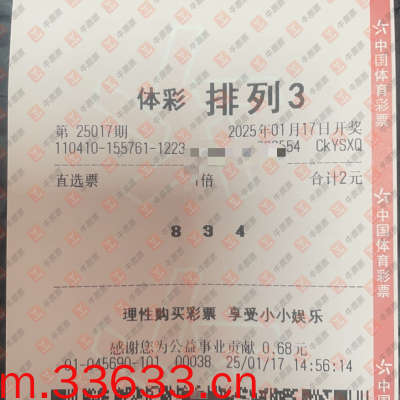 体彩 排列3
第 25017期 2025年01月17日开奖
110410-155761-1223 554 CkYSXQ
直选票 1倍 合计2元
8 3 4
理性购买彩票 享受小小娱乐
感谢您为公益事业贡献 0.68元
01-045690-101 00038 25/01/17 14:56:14
m.33633.cn
中国体育彩票
中国体育彩票